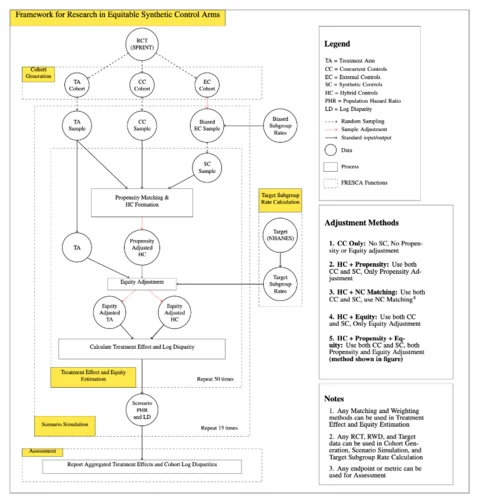 Framework for Research in Equitable Synthetic Control Arms
RCT
(SPRINT)
Cohort
Generation
TA
Cohort
CC
Cohort
EC
Cohort
TA
Sample
CC
Sample
Biased
EC Sample
Biased
Subgroup
Rates
SC
Sample
Propensity Matching &
HC Formation
Target Subgroup
Rate Calculation
TA
Propensity
Adjusted
HC
Target
(NHANES)
Equity Adjustment
Target
Subgroup
Rates
Equity
Adjusted
TA
Equity
Adjusted
HC
Calculate Treatment Effect and Log Disparity
Treatment Effect and Equity
Estimation
Repeat 50 times
Scenario
PHR
and LD
Scenario Simulation
Repeat 15 times
Assessment
Report Aggregated Treatment Effects and Cohort Log Disparities
Legend
TA = Treatment Arm
CC = Concurrent Controls
EC = External Controls
SC = Synthetic Controls
HC = Hybrid Controls
PHR = Population Hazard Ratio
LD = Log Disparity
Random Sampling
Sample Adjustment
Standard input/output
Data
Process
FRESCA Functions
Adjustment Methods
1. CC Only: No SC, No Propen-
sity or Equity adjustment
2. HC + Propensity: Use both
CC and SC, Only Propensity Ad-
justment
3. HC + NC Matching: Use both
CC and SC, use NC Matching
4. HC + Equity: Use both CC
and SC, Only Equity Adjustment
5. HC + Propensity + Eq-
uity: Use both CC and SC, both
Propensity and Equity Adjustment
(method shown in figure)
Notes
1. Any Matching and Weighting
methods can be used in Treatment
Effect and Equity Estimation
2. Any RCT, RWD, and Target
data can be used in Cohort Gen-
eration, Scenario Simulation, and
Target Subgroup Rate Calculation
3. Any endpoint or metric can be
used for Assessment